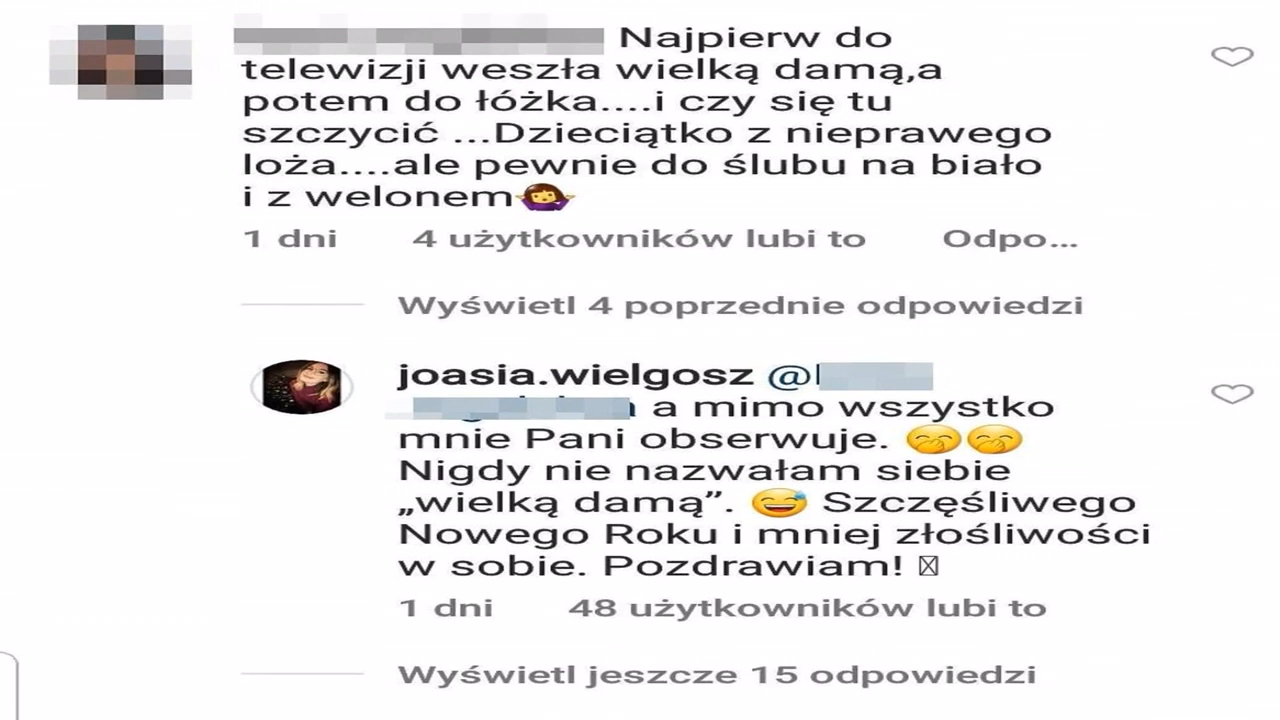 Najpierw do
telewizji weszła wielką damą,a
potem do łóżka....i czy się tu
szczycić ...Dzieciątko z nieprawego
loża....ale pewnie do ślubu na biało
i z welonem🤷‍♀️
1 dni 4 użytkowników lubi to Odpo...
Wyświetl 4 poprzednie odpowiedzi
joasia.wielgosz @
a mimo wszystko
mnie Pani obserwuje. 🤭🤭
Nigdy nie nazwałam siebie
„wielką damą”. 😅 Szczęśliwego
Nowego Roku i mniej złośliwości
w sobie. Pozdrawiam!
1 dni 48 użytkowników lubi to
Wyświetl jeszcze 15 odpowiedzi